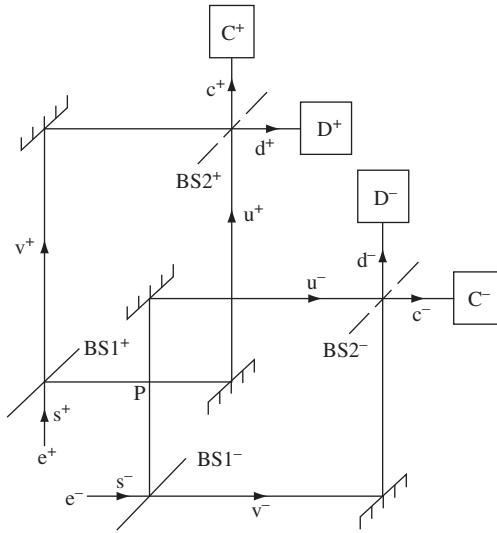 C⁺
c⁺
D⁺
d⁺
BS2⁺
D⁻
v⁺
u⁺
d⁻
u⁻
C⁻
c⁻
BS2⁻
BS1⁺
P
s⁺
e⁺
BS1⁻
s⁻
e⁻
v⁻